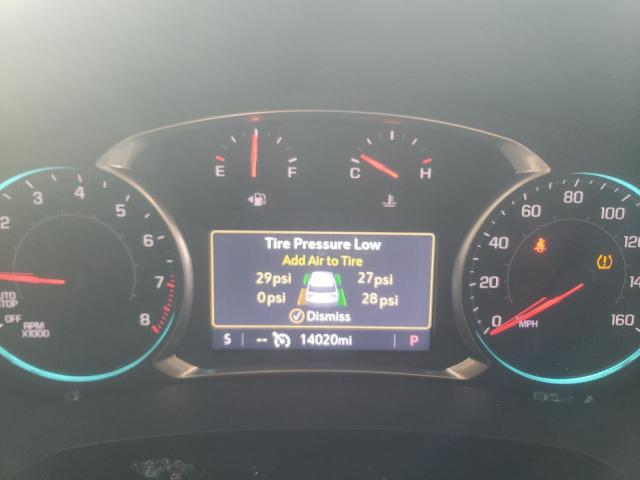 E F
C H
2 3 4 5 6 7 8
AUTO STOP
OFF
RPM
X1000
Tire Pressure Low
Add Air to Tire
29psi 27psi
0psi 28psi
Dismiss
S -- 14020mi P
0 20 40 60 80 100 120 14 160
MPH